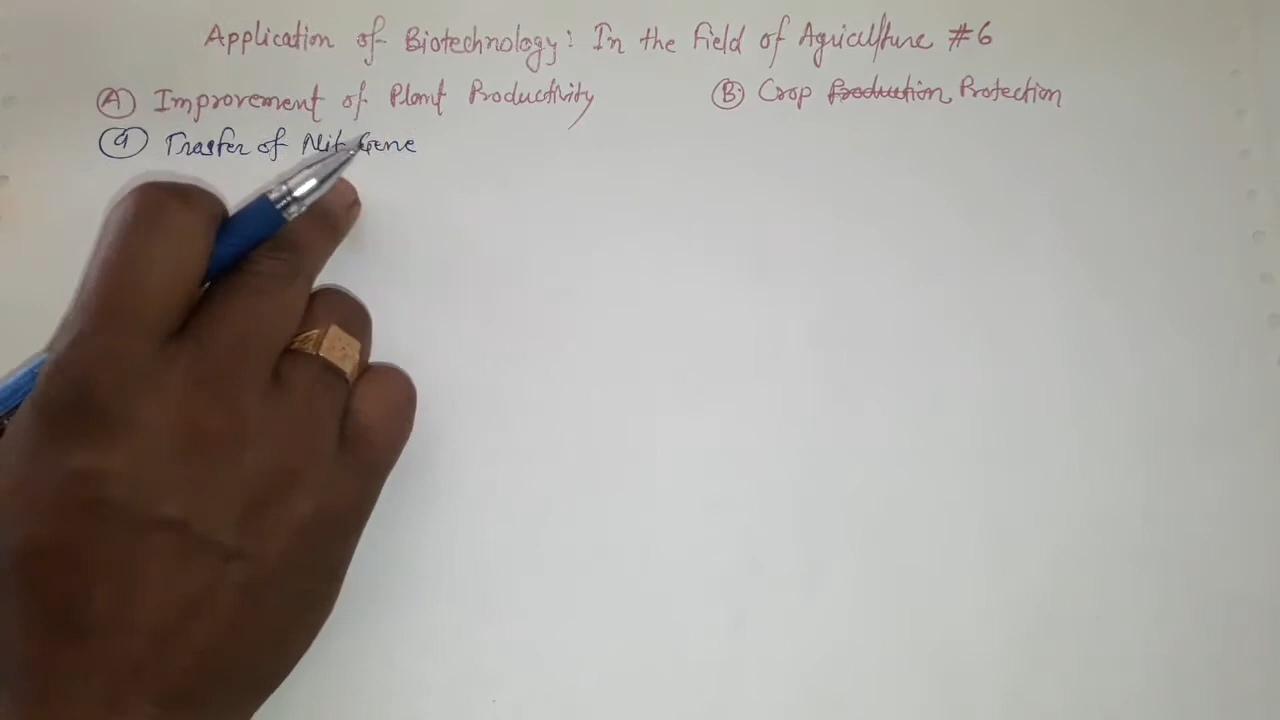 Application of Biotechnology: In the field of Agriculture #6
(A) Improvement of Plant Productivity (B) Crop ~~Production~~ Protection
(a) Trasfer of Nif Gene